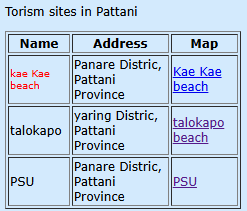 Torism sites in Pattani
Name Address Map
kae Kae beach Panare Distric, Pattani Province Kae Kae beach
talokapo yaring Distric, Pattani Province talokapo beach
PSU Panare Distric, Pattani Province PSU